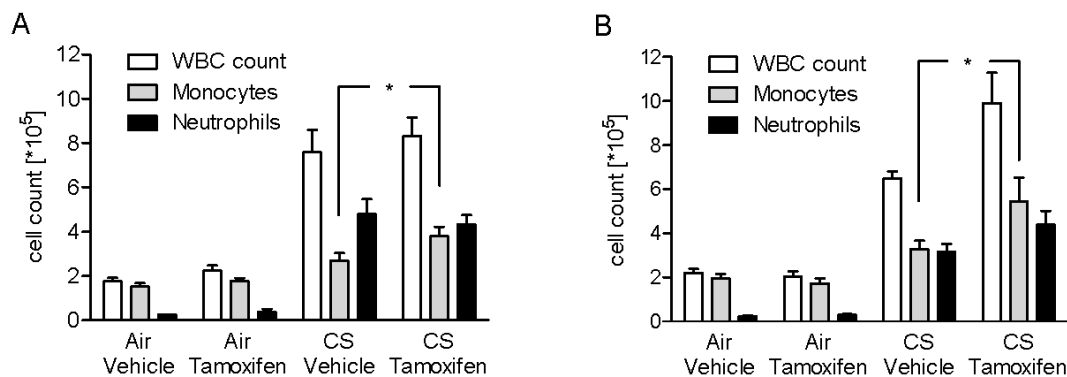 A
cell count [*10⁵]
12
10
8
6
4
2
0
WBC count
Monocytes
Neutrophils
*
Air
Vehicle
Air
Tamoxifen
CS
Vehicle
CS
Tamoxifen
B
cell count [*10⁵]
12
10
8
6
4
2
0
WBC count
Monocytes
Neutrophils
*
Air
Vehicle
Air
Tamoxifen
CS
Vehicle
CS
Tamoxifen